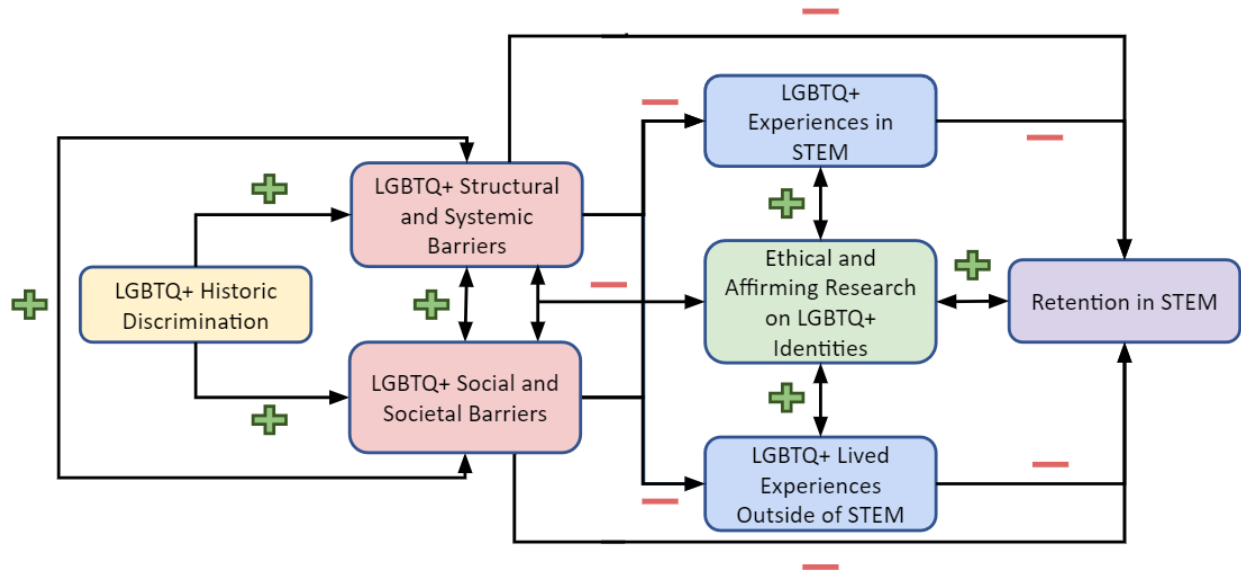 LGBTQ+
Experiences in
STEM
LGBTQ+ Structural
and Systemic
Barriers
LGBTQ+ Historic
Discrimination
Ethical and
Affirming Research
on LGBTQ+
Identities
Retention in STEM
LGBTQ+ Social and
Societal Barriers
LGBTQ+ Lived
Experiences
Outside of STEM